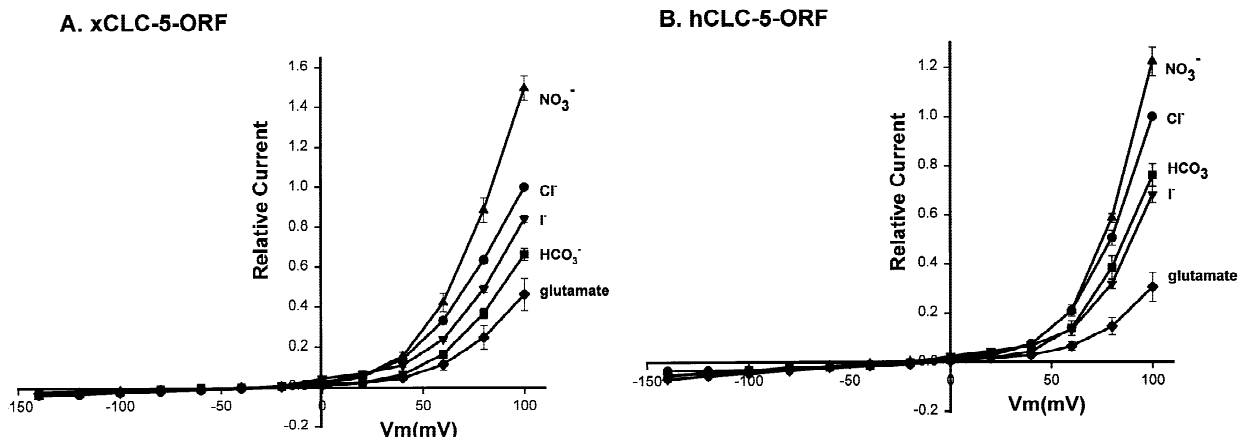 A. xCLC-5-ORF
Relative Current
1.6
1.4
1.2
1.0
0.8
0.6
0.4
0.2
0.0
-0.2
-150
-100
-50
0
50
100
Vm(mV)
NO3-
Cl-
I-
HCO3-
glutamate
B. hCLC-5-ORF
Relative Current
1.2
1.0
0.8
0.6
0.4
0.2
0.0
-0.2
-150
-100
-50
0
50
100
Vm(mV)
NO3-
Cl-
HCO3
I-
glutamate